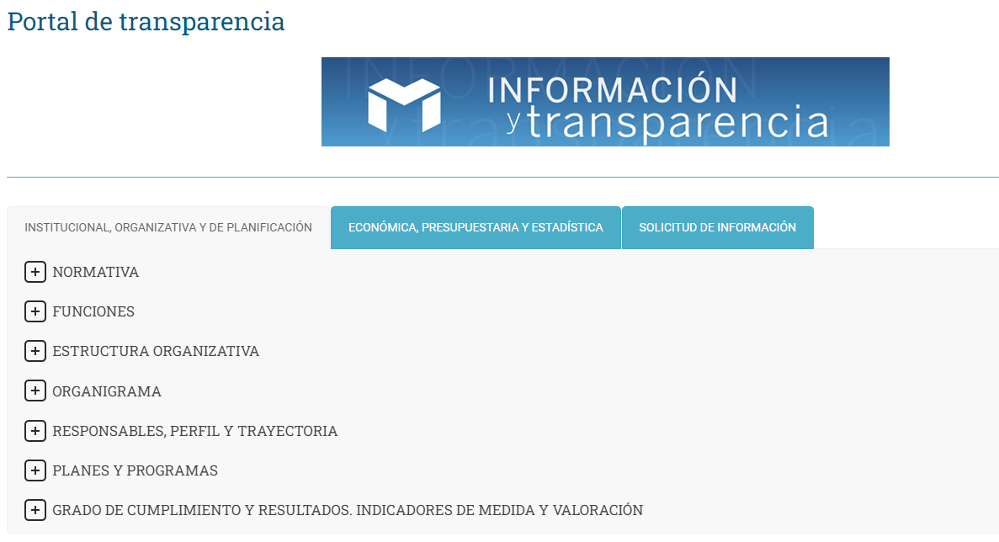 Portal de transparencia
INFORMACIÓN
y transparencia
INSTITUCIONAL, ORGANIZATIVA Y DE PLANIFICACIÓN
ECONÓMICA, PRESUPUESTARIA Y ESTADÍSTICA
SOLICITUD DE INFORMACIÓN
NORMATIVA
FUNCIONES
ESTRUCTURA ORGANIZATIVA
ORGANIGRAMA
RESPONSABLES, PERFIL Y TRAYECTORIA
PLANES Y PROGRAMAS
GRADO DE CUMPLIMIENTO Y RESULTADOS. INDICADORES DE MEDIDA Y VALORACIÓN